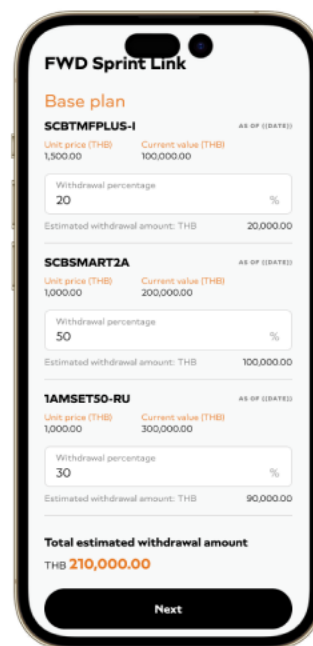 FWD Sprint Link
Base plan
SCBTMFPLUS-I AS OF {{DATE}}
Unit price (THB) Current value (THB)
1,500.00 100,000.00
Withdrawal percentage
20 %
Estimated withdrawal amount: THB 20,000.00
SCBSMART2A AS OF {{DATE}}
Unit price (THB) Current value (THB)
1,000.00 200,000.00
Withdrawal percentage
50 %
Estimated withdrawal amount: THB 100,000.00
1AMSET50-RU AS OF {{DATE}}
Unit price (THB) Current value (THB)
1,000.00 300,000.00
Withdrawal percentage
30 %
Estimated withdrawal amount: THB 90,000.00
Total estimated withdrawal amount
THB 210,000.00
Next